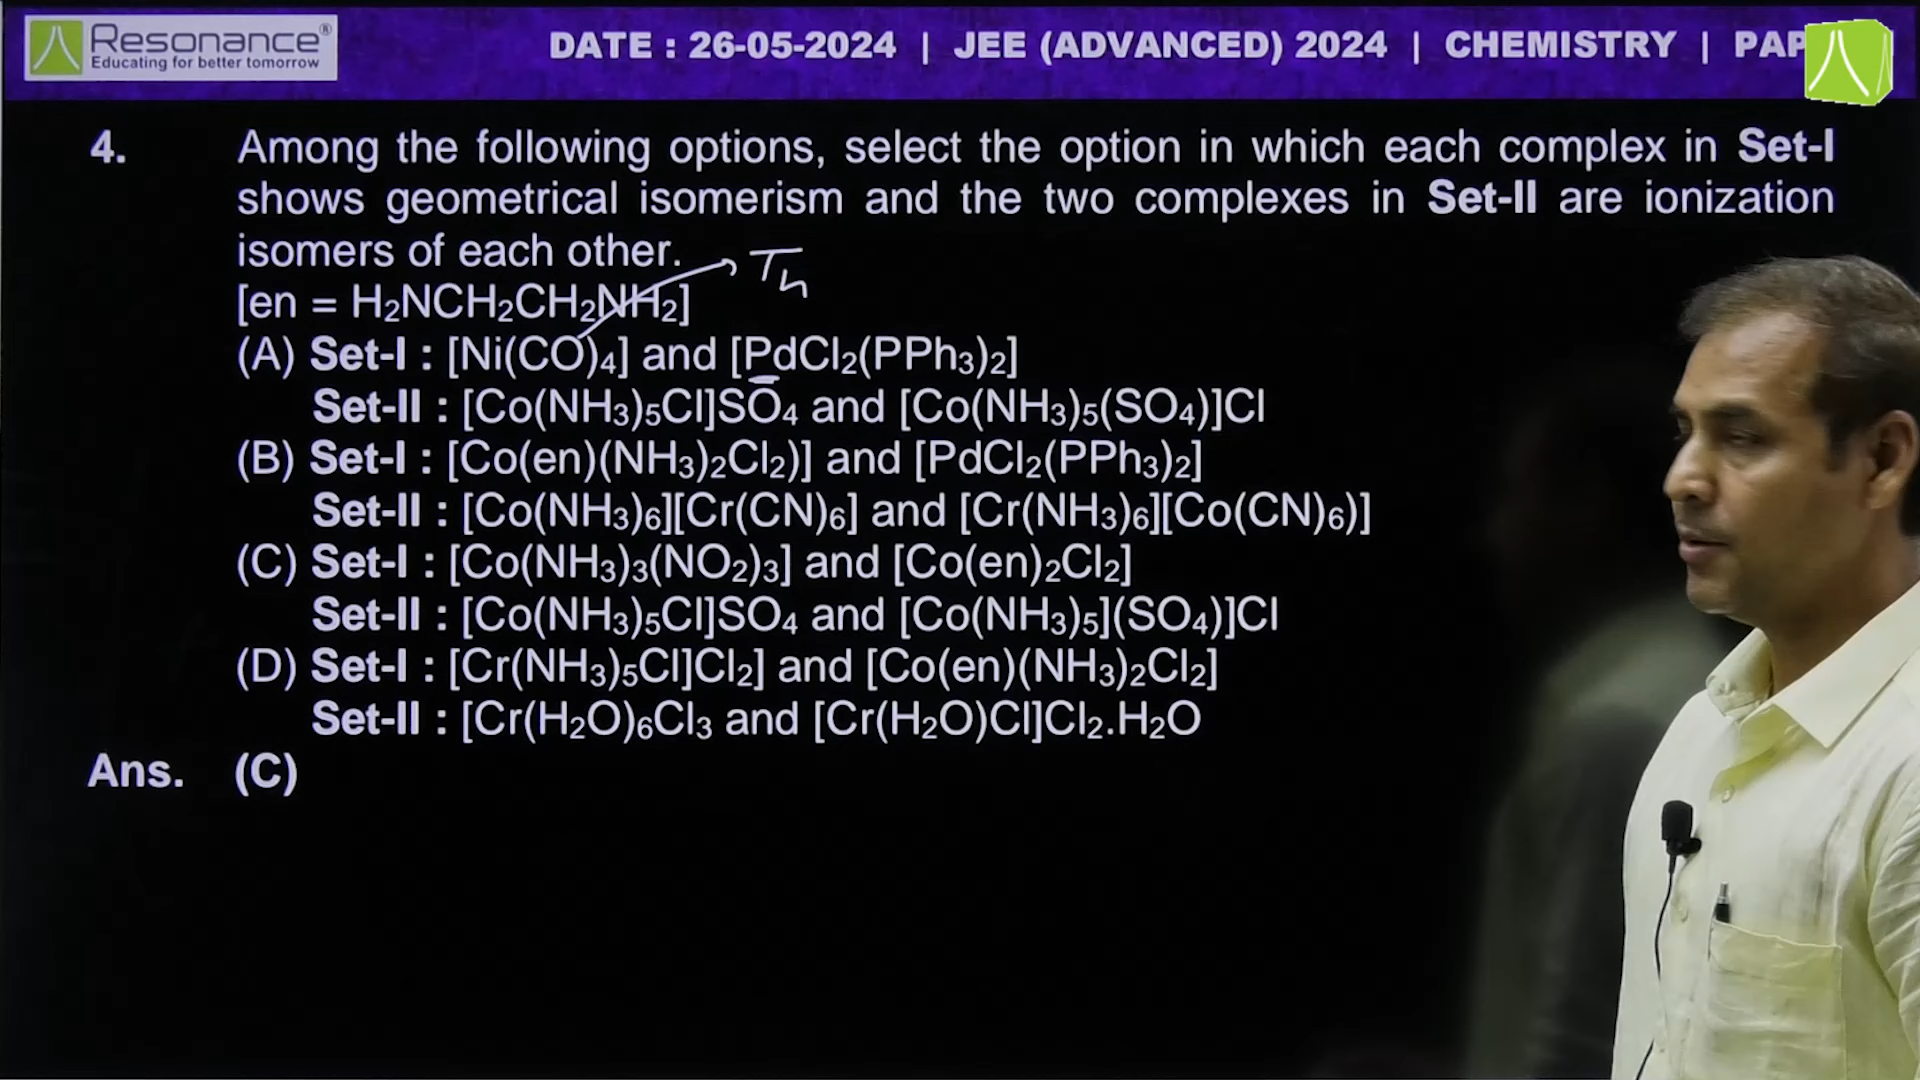 Resonance®
Educating for better tomorrow
DATE : 26-05-2024 | JEE (ADVANCED) 2024 | CHEMISTRY | PAP
4. Among the following options, select the option in which each complex in Set-I
shows geometrical isomerism and the two complexes in Set-II are ionization
isomers of each other.
Th
[en = H₂NCH₂CH₂NH₂]
(A) Set-I : [Ni(CO)₄] and [PdCl₂(PPh₃)₂]
Set-II : [Co(NH₃)₅Cl]SO₄ and [Co(NH₃)₅(SO₄)]Cl
(B) Set-I : [Co(en)(NH₃)₂Cl₂)] and [PdCl₂(PPh₃)₂]
Set-II : [Co(NH₃)₆][Cr(CN)₆] and [Cr(NH₃)₆][Co(CN)₆)]
(C) Set-I : [Co(NH₃)₃(NO₂)₃] and [Co(en)₂Cl₂]
Set-II : [Co(NH₃)₅Cl]SO₄ and [Co(NH₃)₅](SO₄)]Cl
(D) Set-I : [Cr(NH₃)₅Cl]Cl₂] and [Co(en)(NH₃)₂Cl₂]
Set-II : [Cr(H₂O)₆Cl₃ and [Cr(H₂O)Cl]Cl₂.H₂O
Ans. (C)